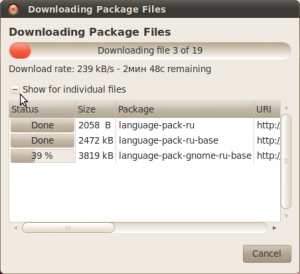 Downloading Package Files
Downloading Package Files
Downloading file 3 of 19
Download rate: 239 kB/s - 2мин 48с remaining
Show for individual files
Status Size Package URI
Done 2058 B language-pack-ru http:/
Done 2472 kB language-pack-ru-base http:/
39 % 3819 kB language-pack-gnome-ru-base http:/
Cancel